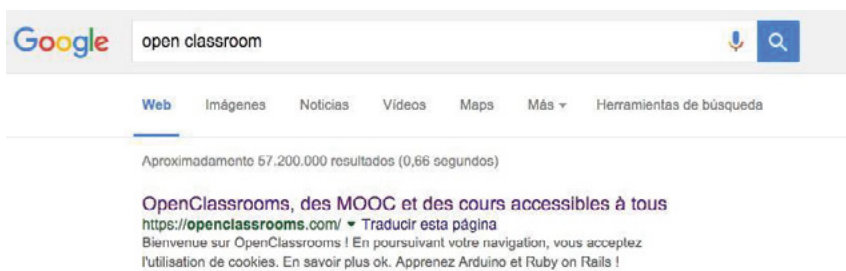 Google open classroom
Web Imágenes Noticias Vídeos Maps Más Herramientas de búsqueda
Aproximadamente 57.200.000 resultados (0,66 segundos)
OpenClassrooms, des MOOC et des cours accessibles à tous
https://openclassrooms.com/ Traducir esta página
Bienvenue sur OpenClassrooms ! En poursuivant votre navigation, vous acceptez
l'utilisation de cookies. En savoir plus ok. Apprenez Arduino et Ruby on Rails !